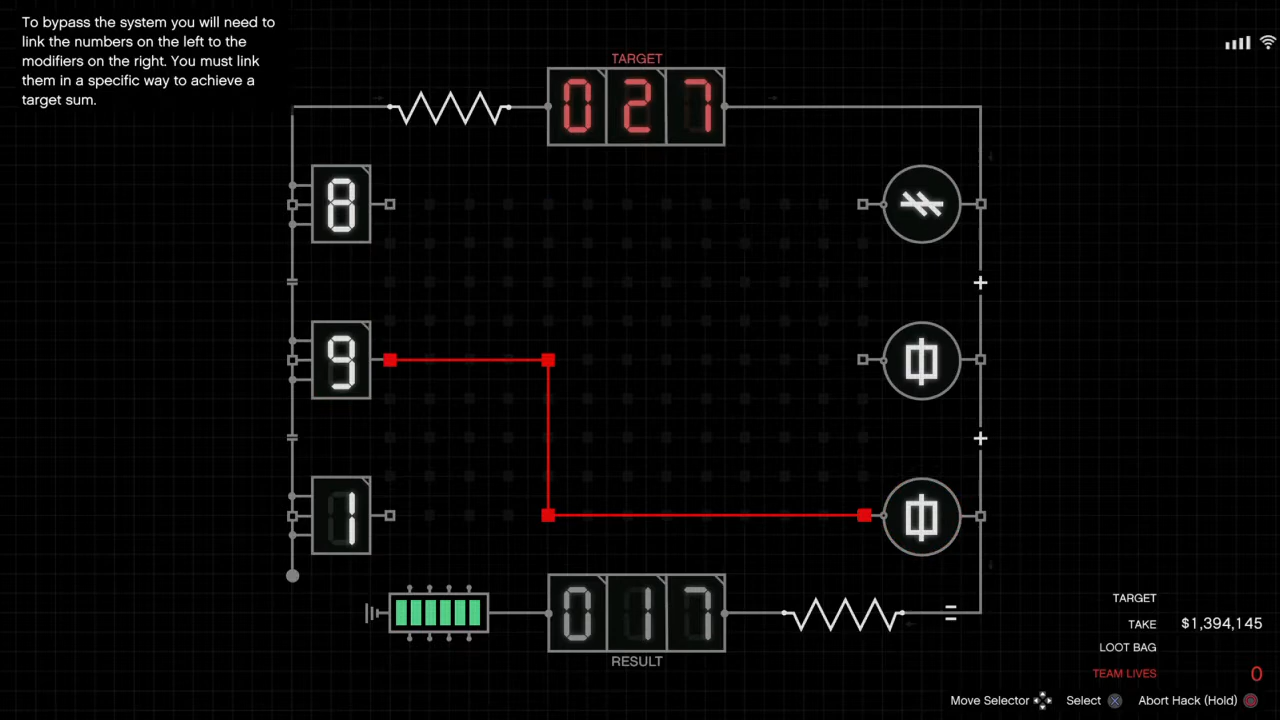 To bypass the system you will need to
link the numbers on the left to the
modifiers on the right. You must link
them in a specific way to achieve a
target sum.
TARGET
027
8
9
1
+
+
=
017
RESULT
TARGET
TAKE $1,394,145
LOOT BAG
TEAM LIVES 0
Move Selector Select Abort Hack (Hold)